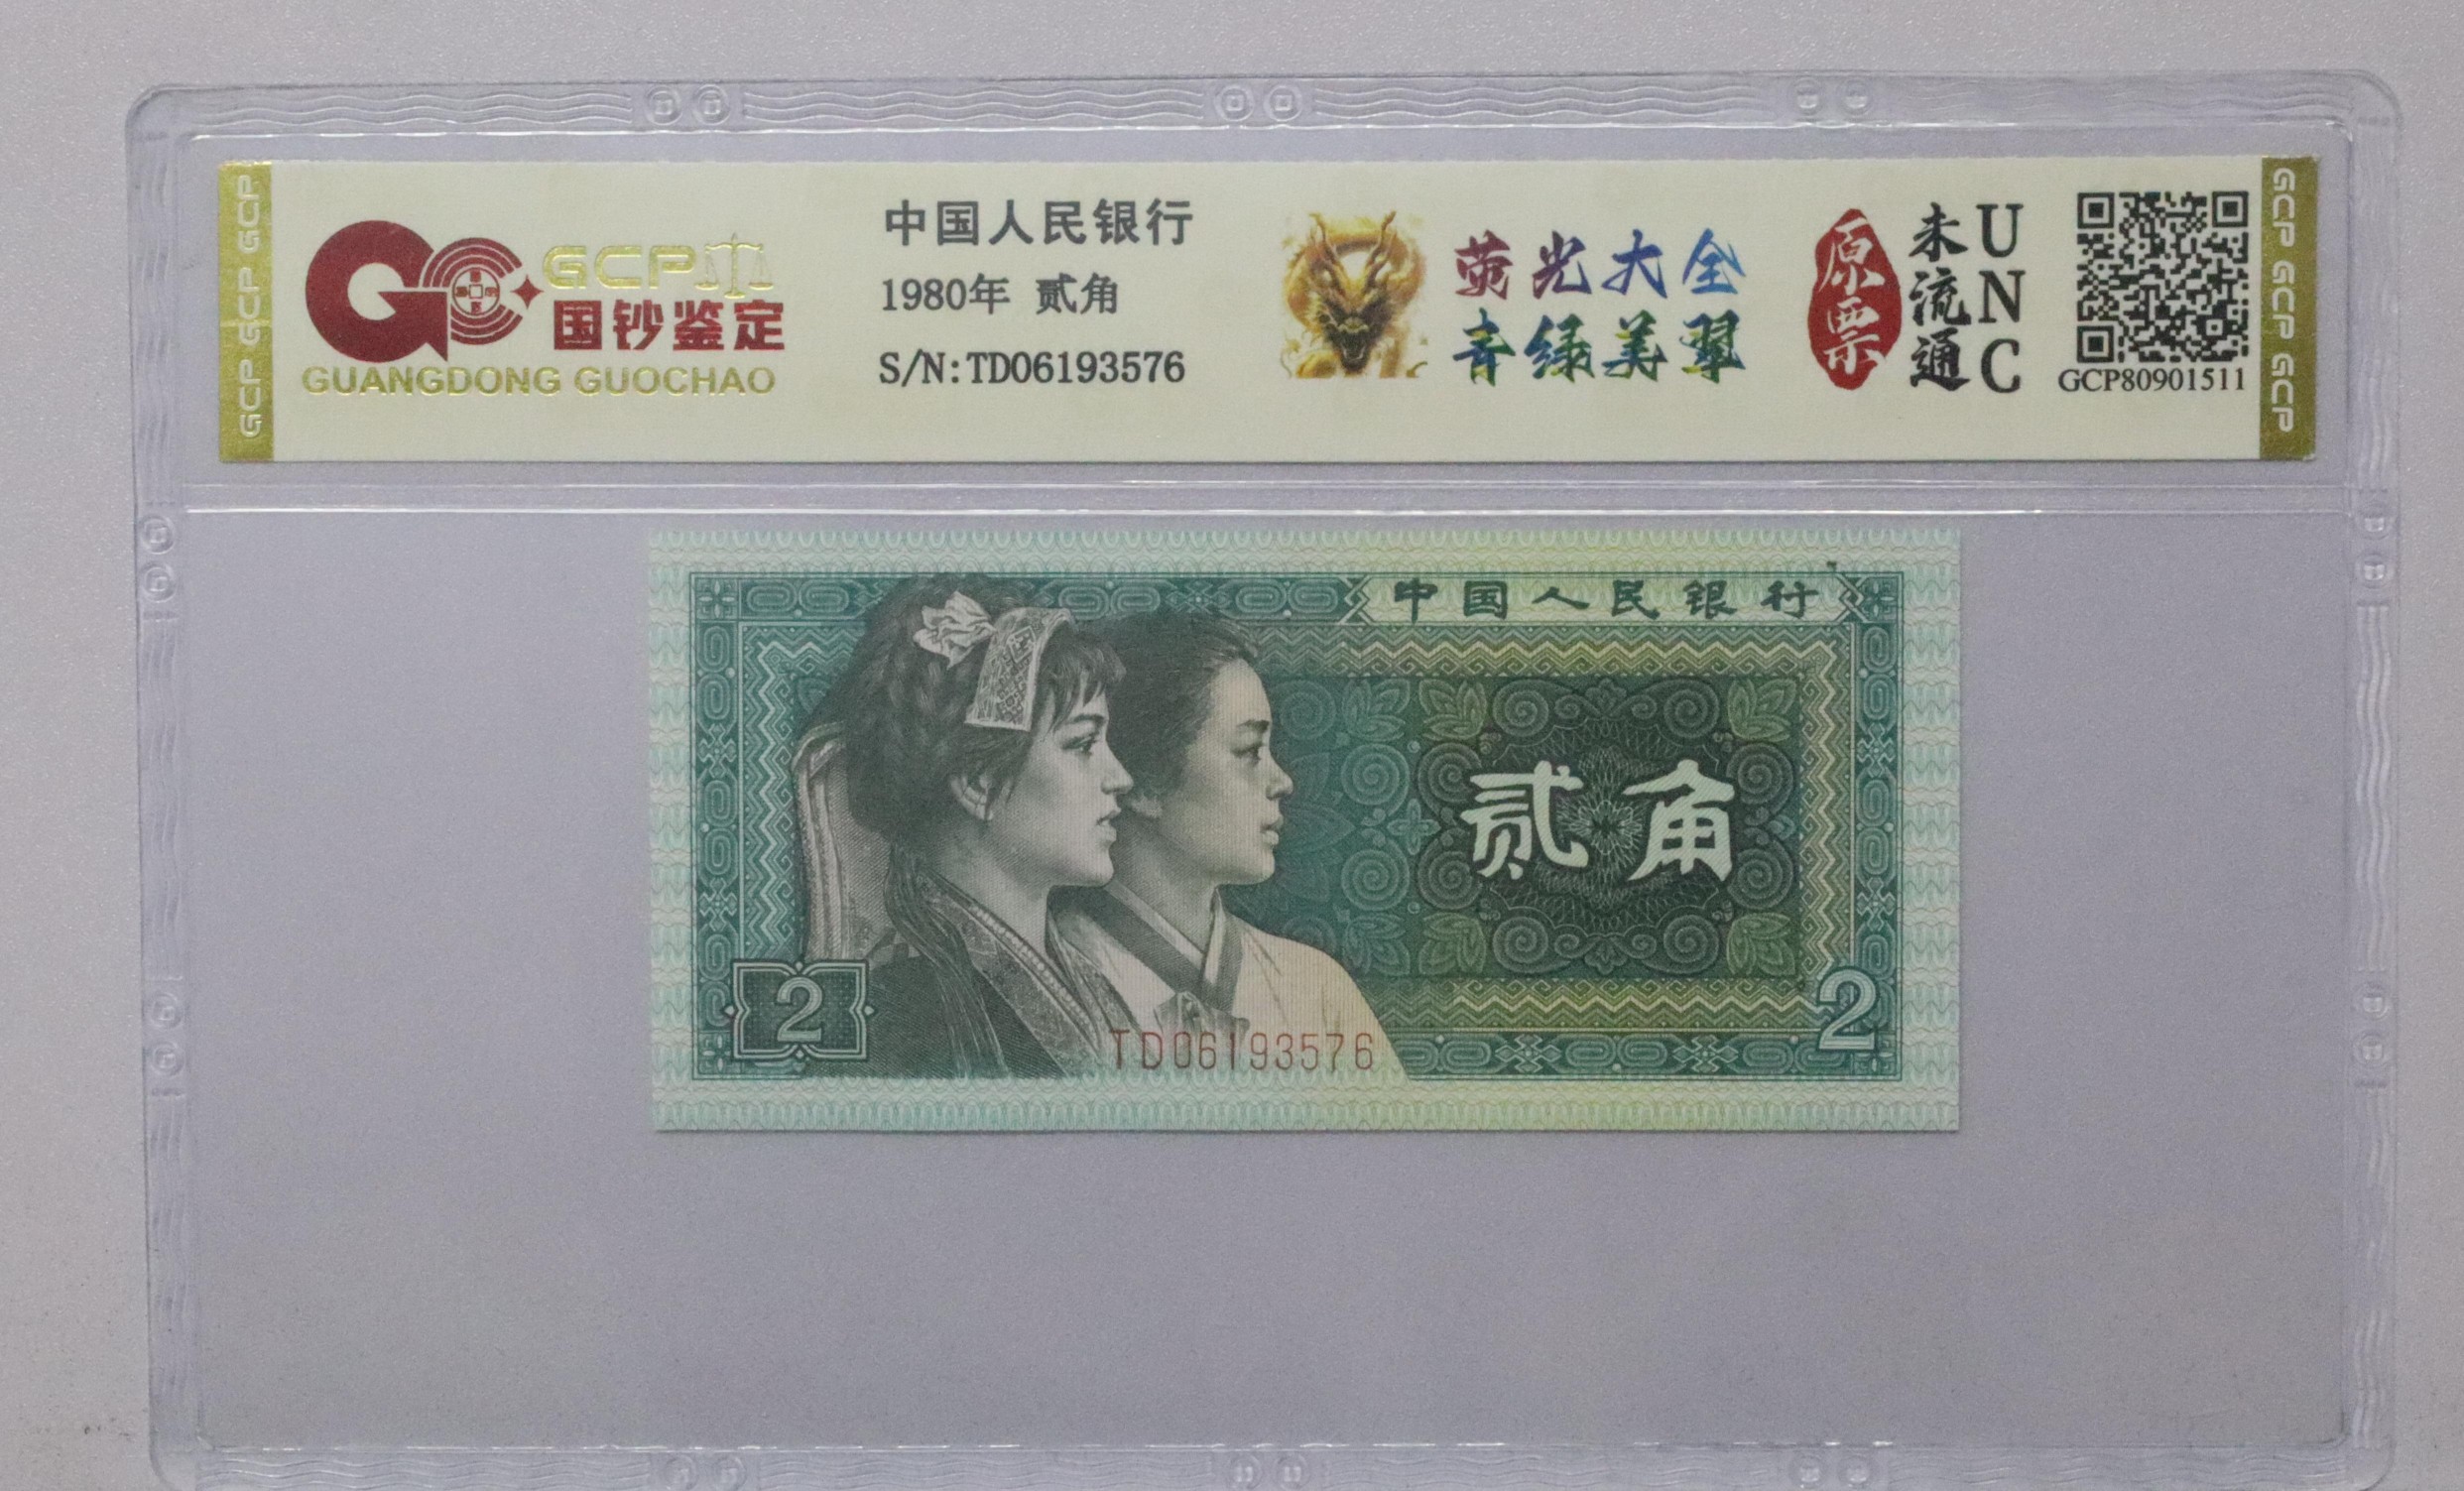 GCP GCP GCP
GCP
国钞鉴定
GUANGDONG GUOCHAO
中国人民银行
1980年 贰角
S/N:TD06193576
荧光大全
青绿美翠
原票
未流通
UNC
GCP80901511
GCP GCP GCP
中国人民银行
贰角
2
2
TD06193576